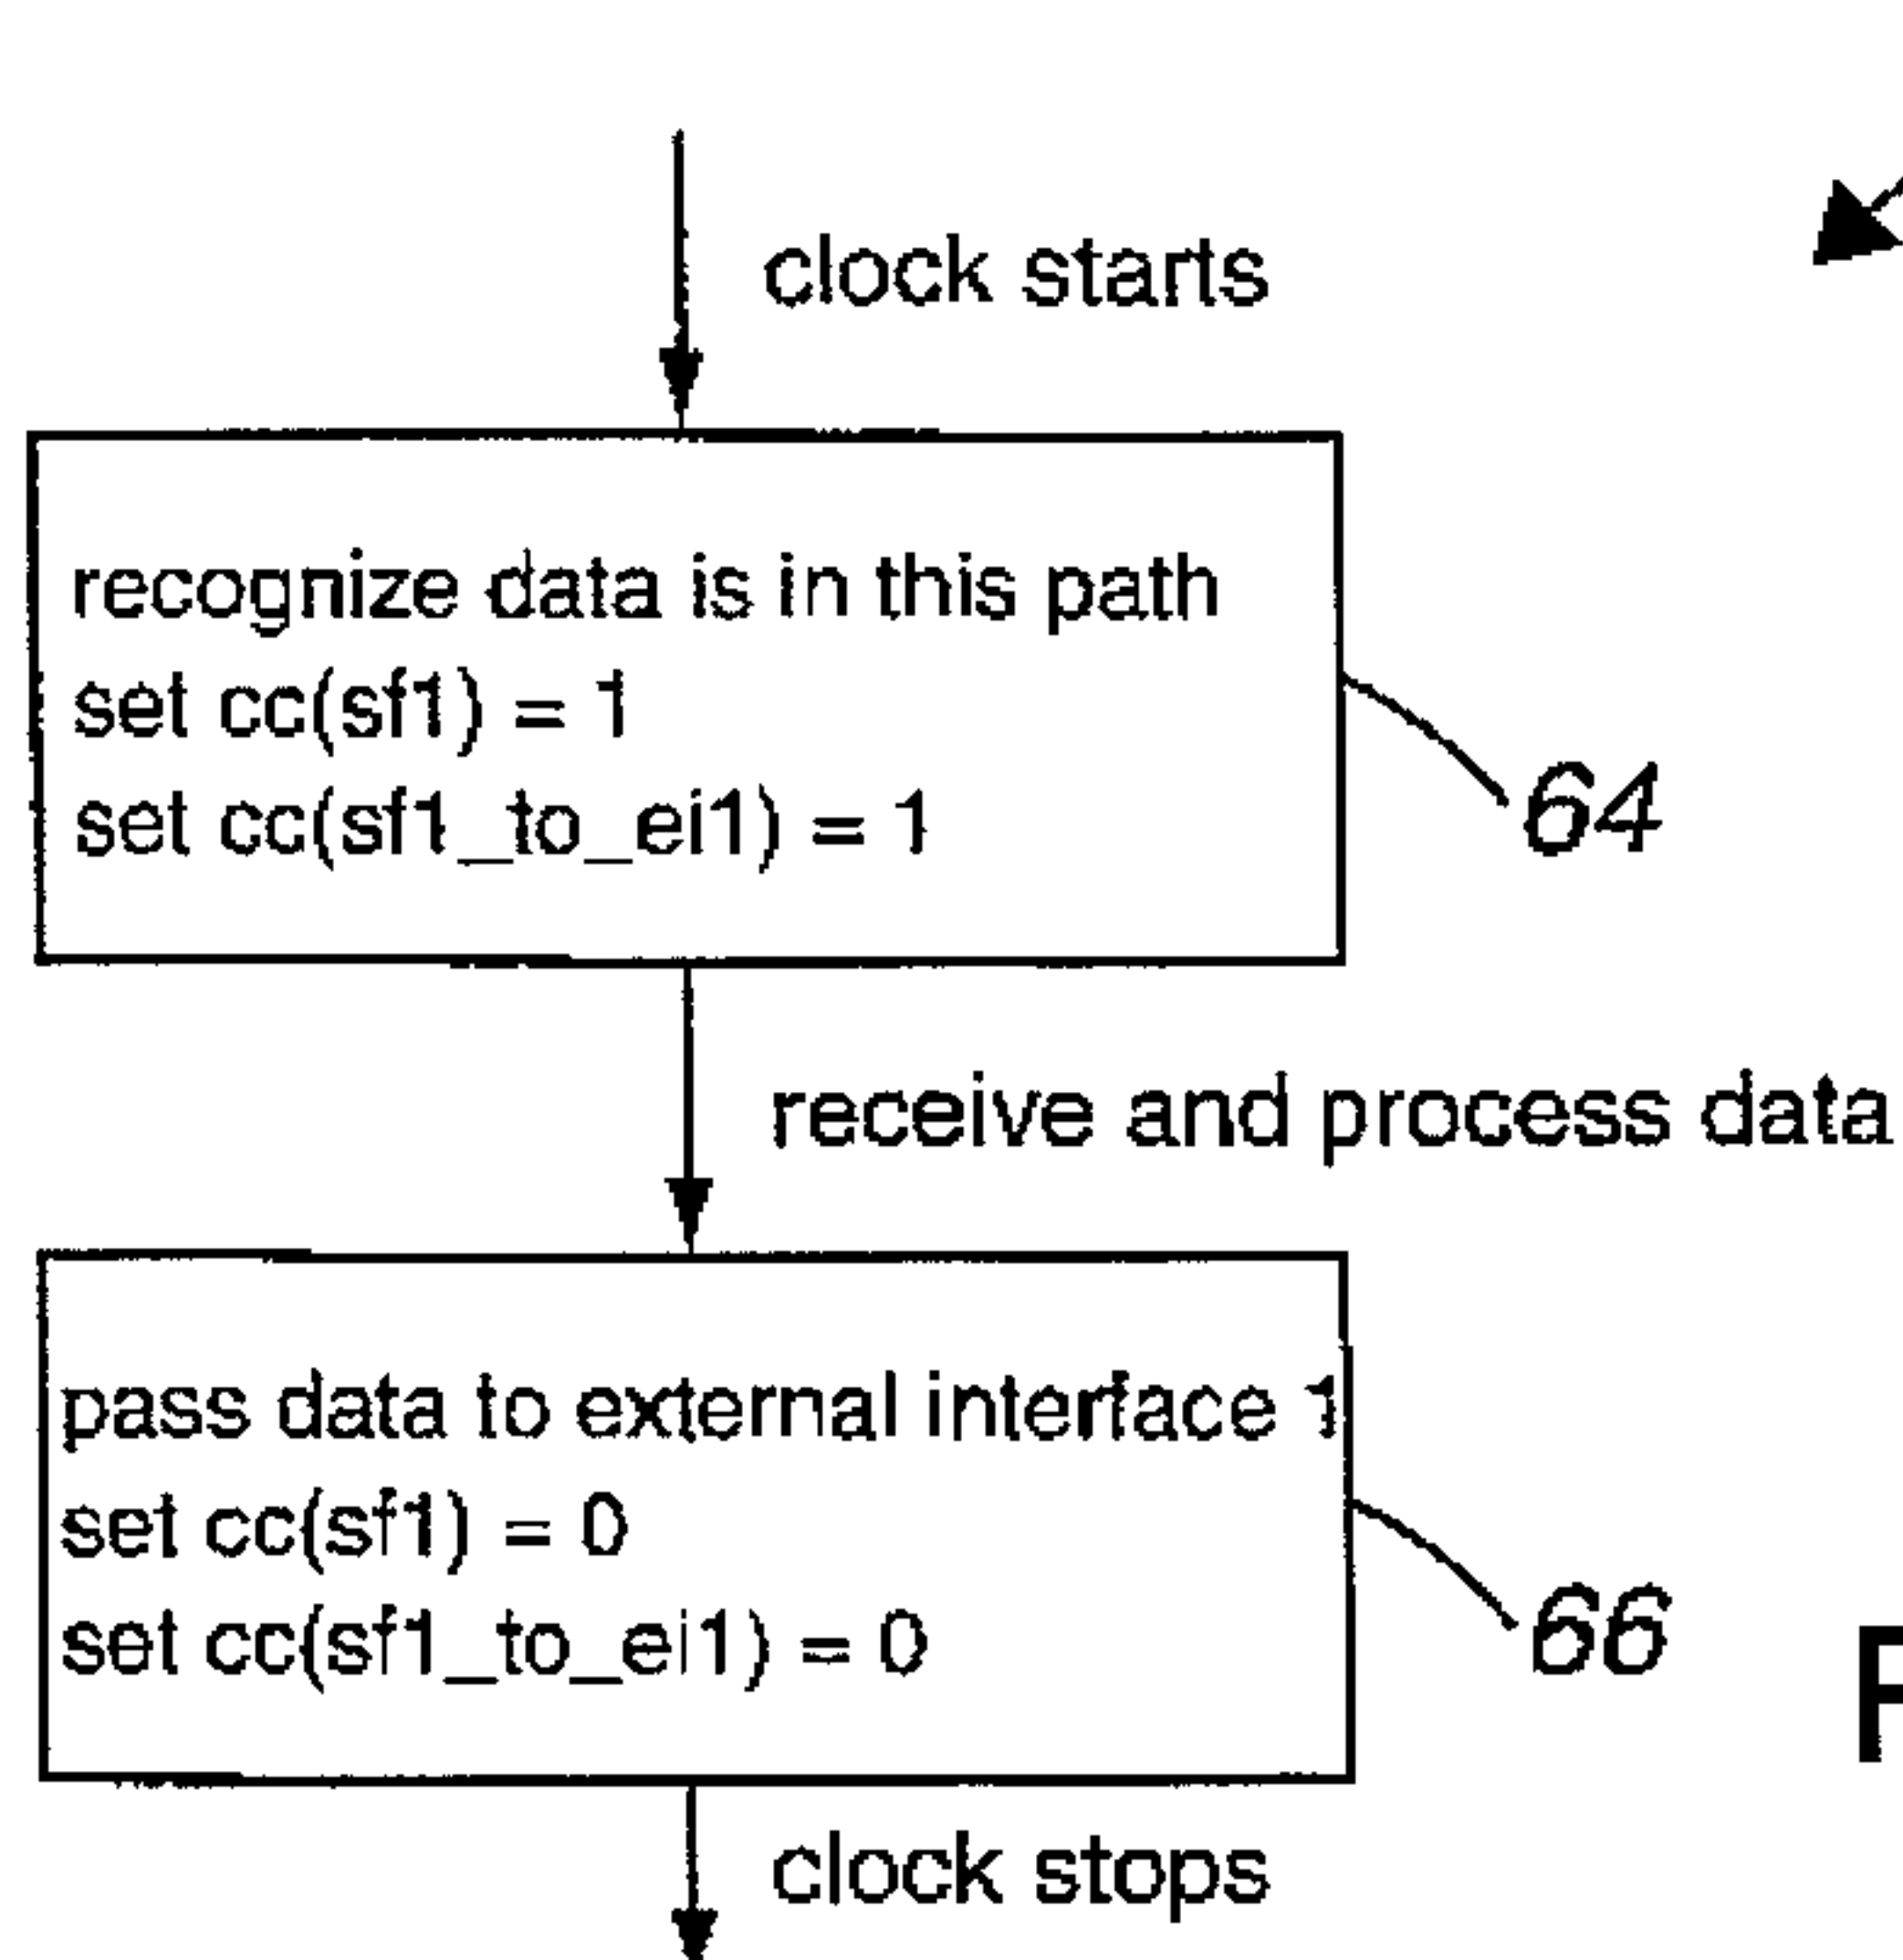 clock starts
recognize data is in this path
set cc(sf1) = 1
set cc(sf1_to_ei1) = 1
64
receive and process data
pass data to external interface 1
set cc(sf1) = 0
set cc(sf1_to_ei1) = 0
66
clock stops